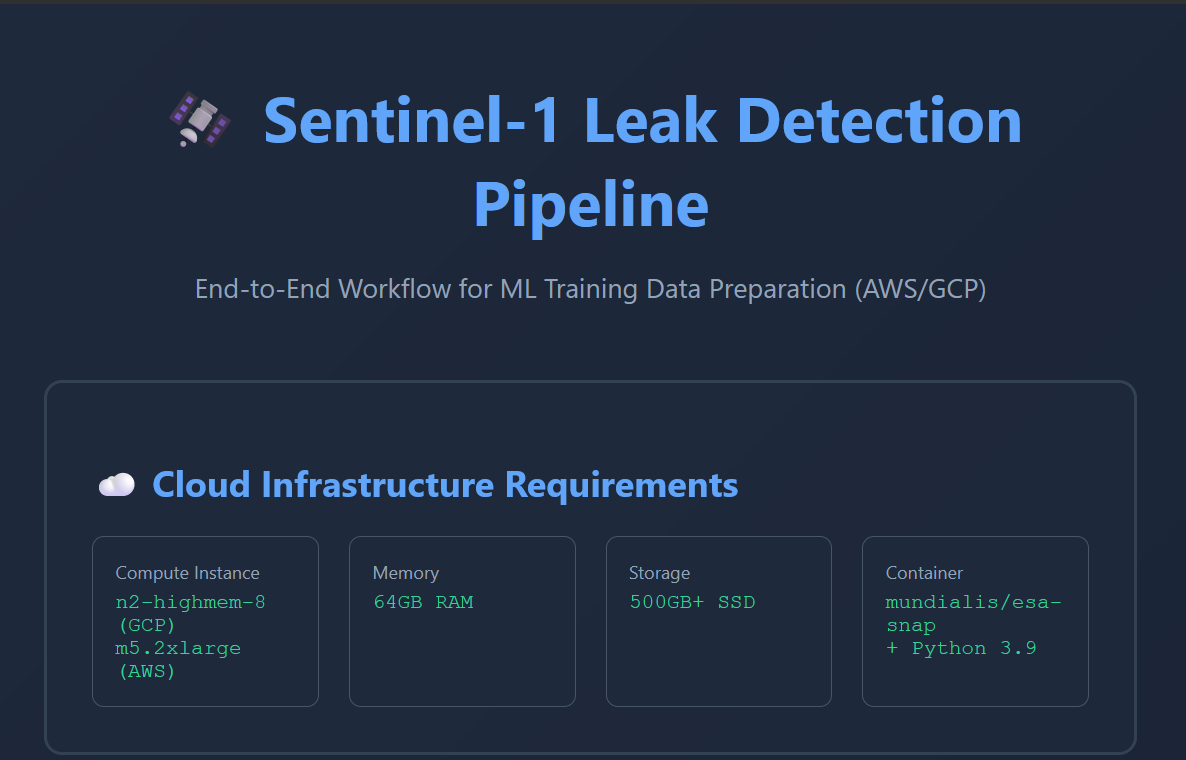 Sentinel-1 Leak Detection
Pipeline
End-to-End Workflow for ML Training Data Preparation (AWS/GCP)
Cloud Infrastructure Requirements
Compute Instance
n2-highmem-8
(GCP)
m5.2xlarge
(AWS)
Memory
64GB RAM
Storage
500GB+ SSD
Container
mundialis/esa-
snap
+ Python 3.9